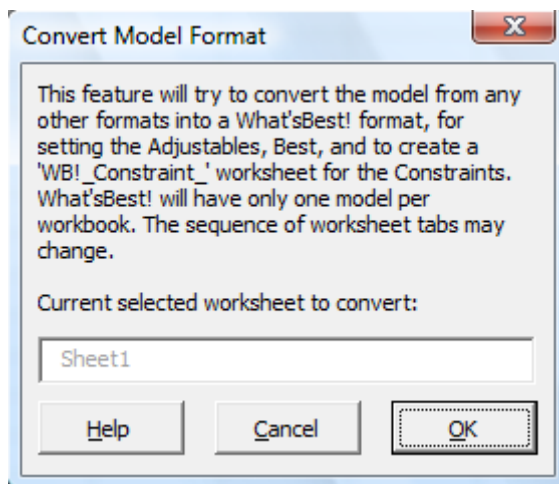 Convert Model Format
This feature will try to convert the model from any
other formats into a What'sBest! format, for
setting the Adjustables, Best, and to create a
'WB!_Constraint_' worksheet for the Constraints.
What'sBest! will have only one model per
workbook. The sequence of worksheet tabs may
change.
Current selected worksheet to convert:
Sheet1
Help Cancel OK